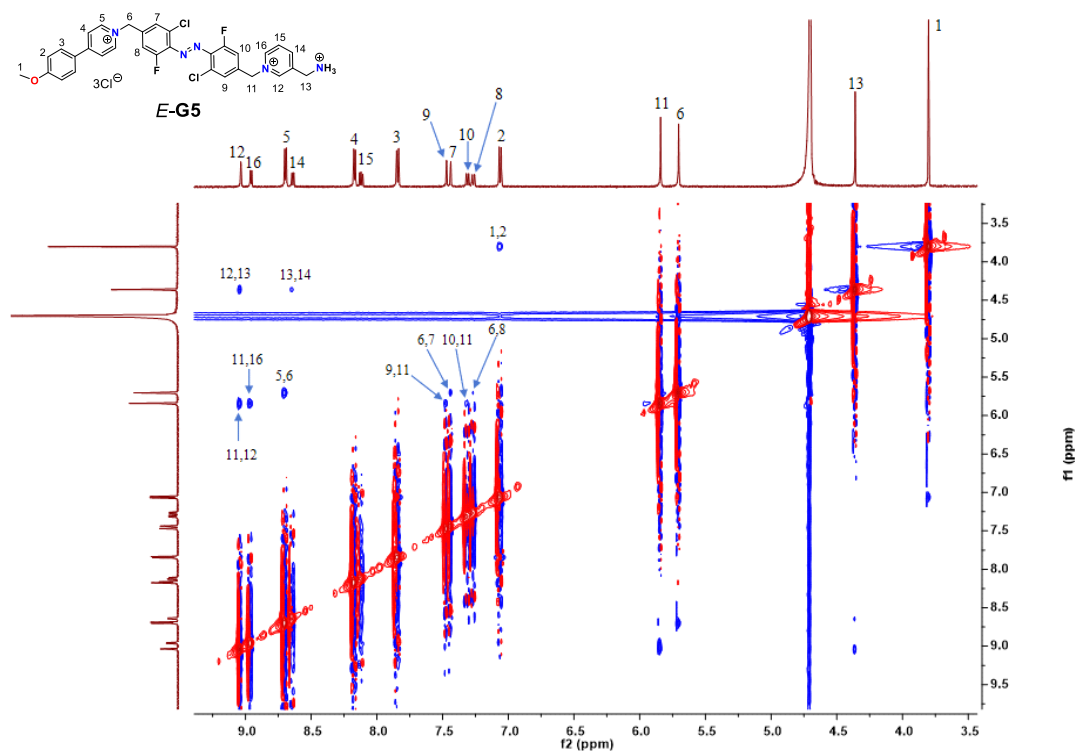 5 6 7 Cl
4 N F 15
3 8 N N 10 16 14
2 F Cl N NH3
1 O 9 11 12 13
3Cl⊖
E-G5
1
13
11 6
8
9 10
12 16 5 14 4 15 3 7 2
1,2
12,13 13,14
6,8
6,7 10,11
11,16 5,6 9,11
11,12
3.5
4.0
4.5
5.0
5.5
6.0
6.5
7.0
7.5
8.0
8.5
9.0
9.5
f1 (ppm)
9.0 8.5 8.0 7.5 7.0 6.5 6.0 5.5 5.0 4.5 4.0 3.5
f2 (ppm)